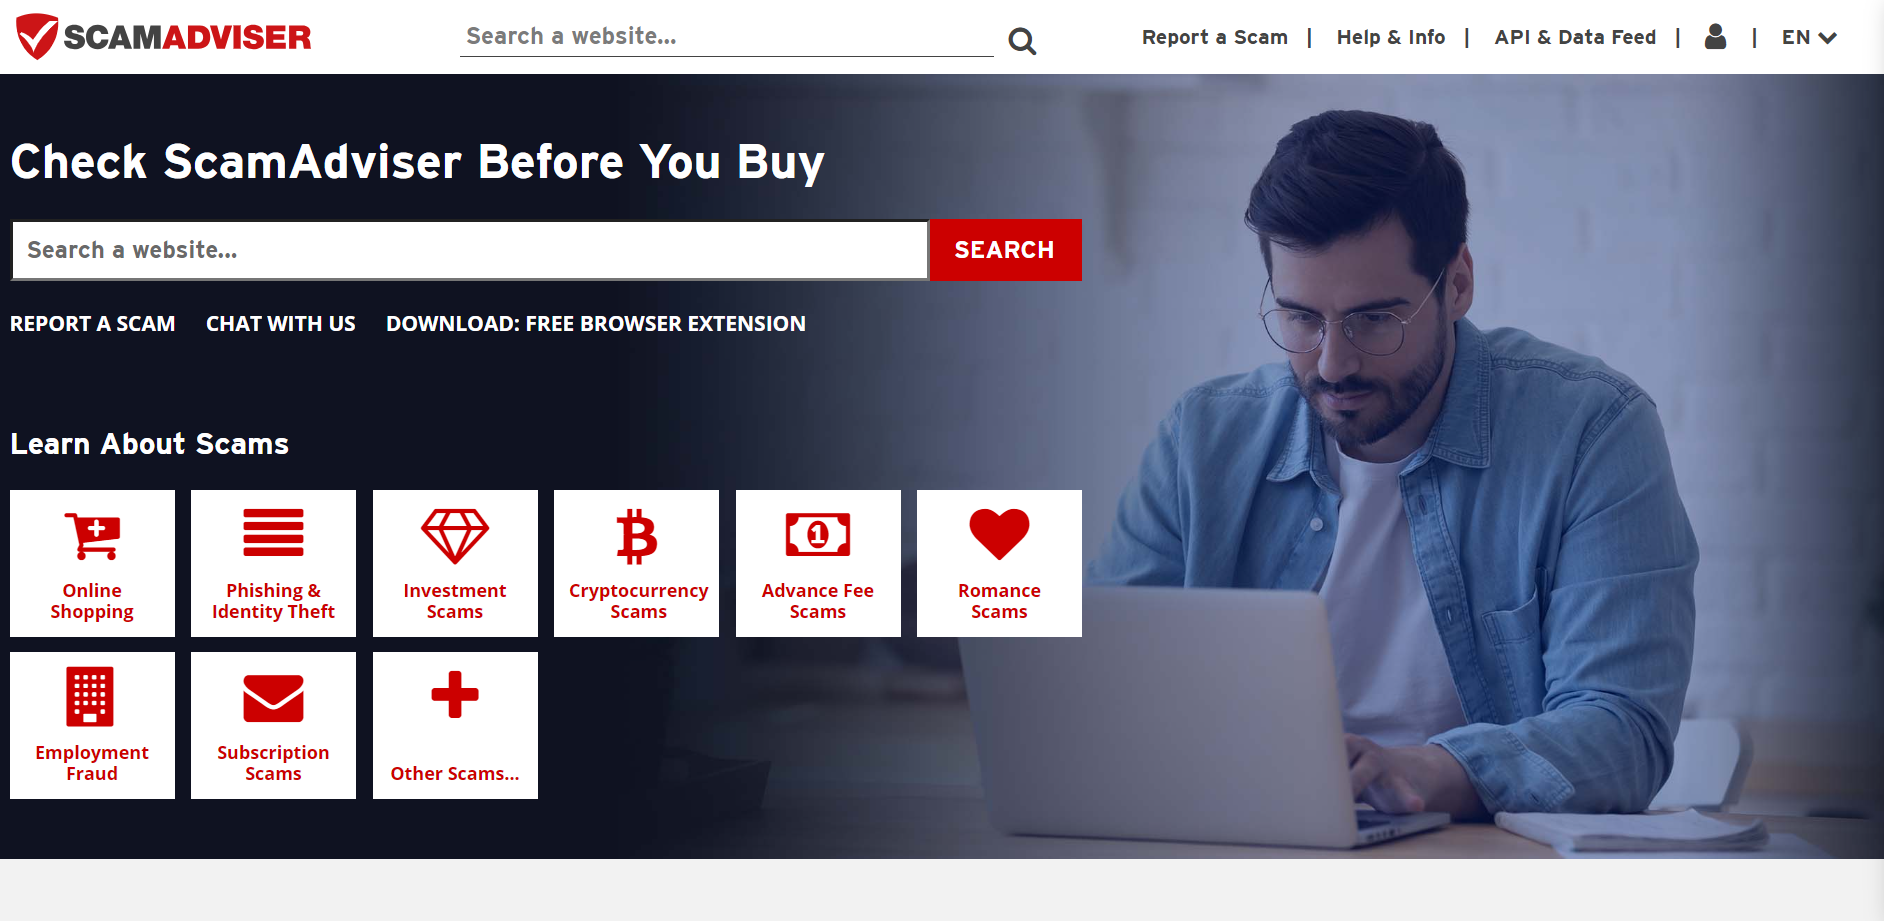 SCAMADVISER
Search a website...
Report a Scam | Help & Info | API & Data Feed | | EN
Check ScamAdviser Before You Buy
Search a website...
SEARCH
REPORT A SCAM CHAT WITH US DOWNLOAD: FREE BROWSER EXTENSION
Learn About Scams
Online
Shopping
Phishing &
Identity Theft
Investment
Scams
Cryptocurrency
Scams
1
Advance Fee
Scams
Romance
Scams
Employment
Fraud
Subscription
Scams
Other Scams...